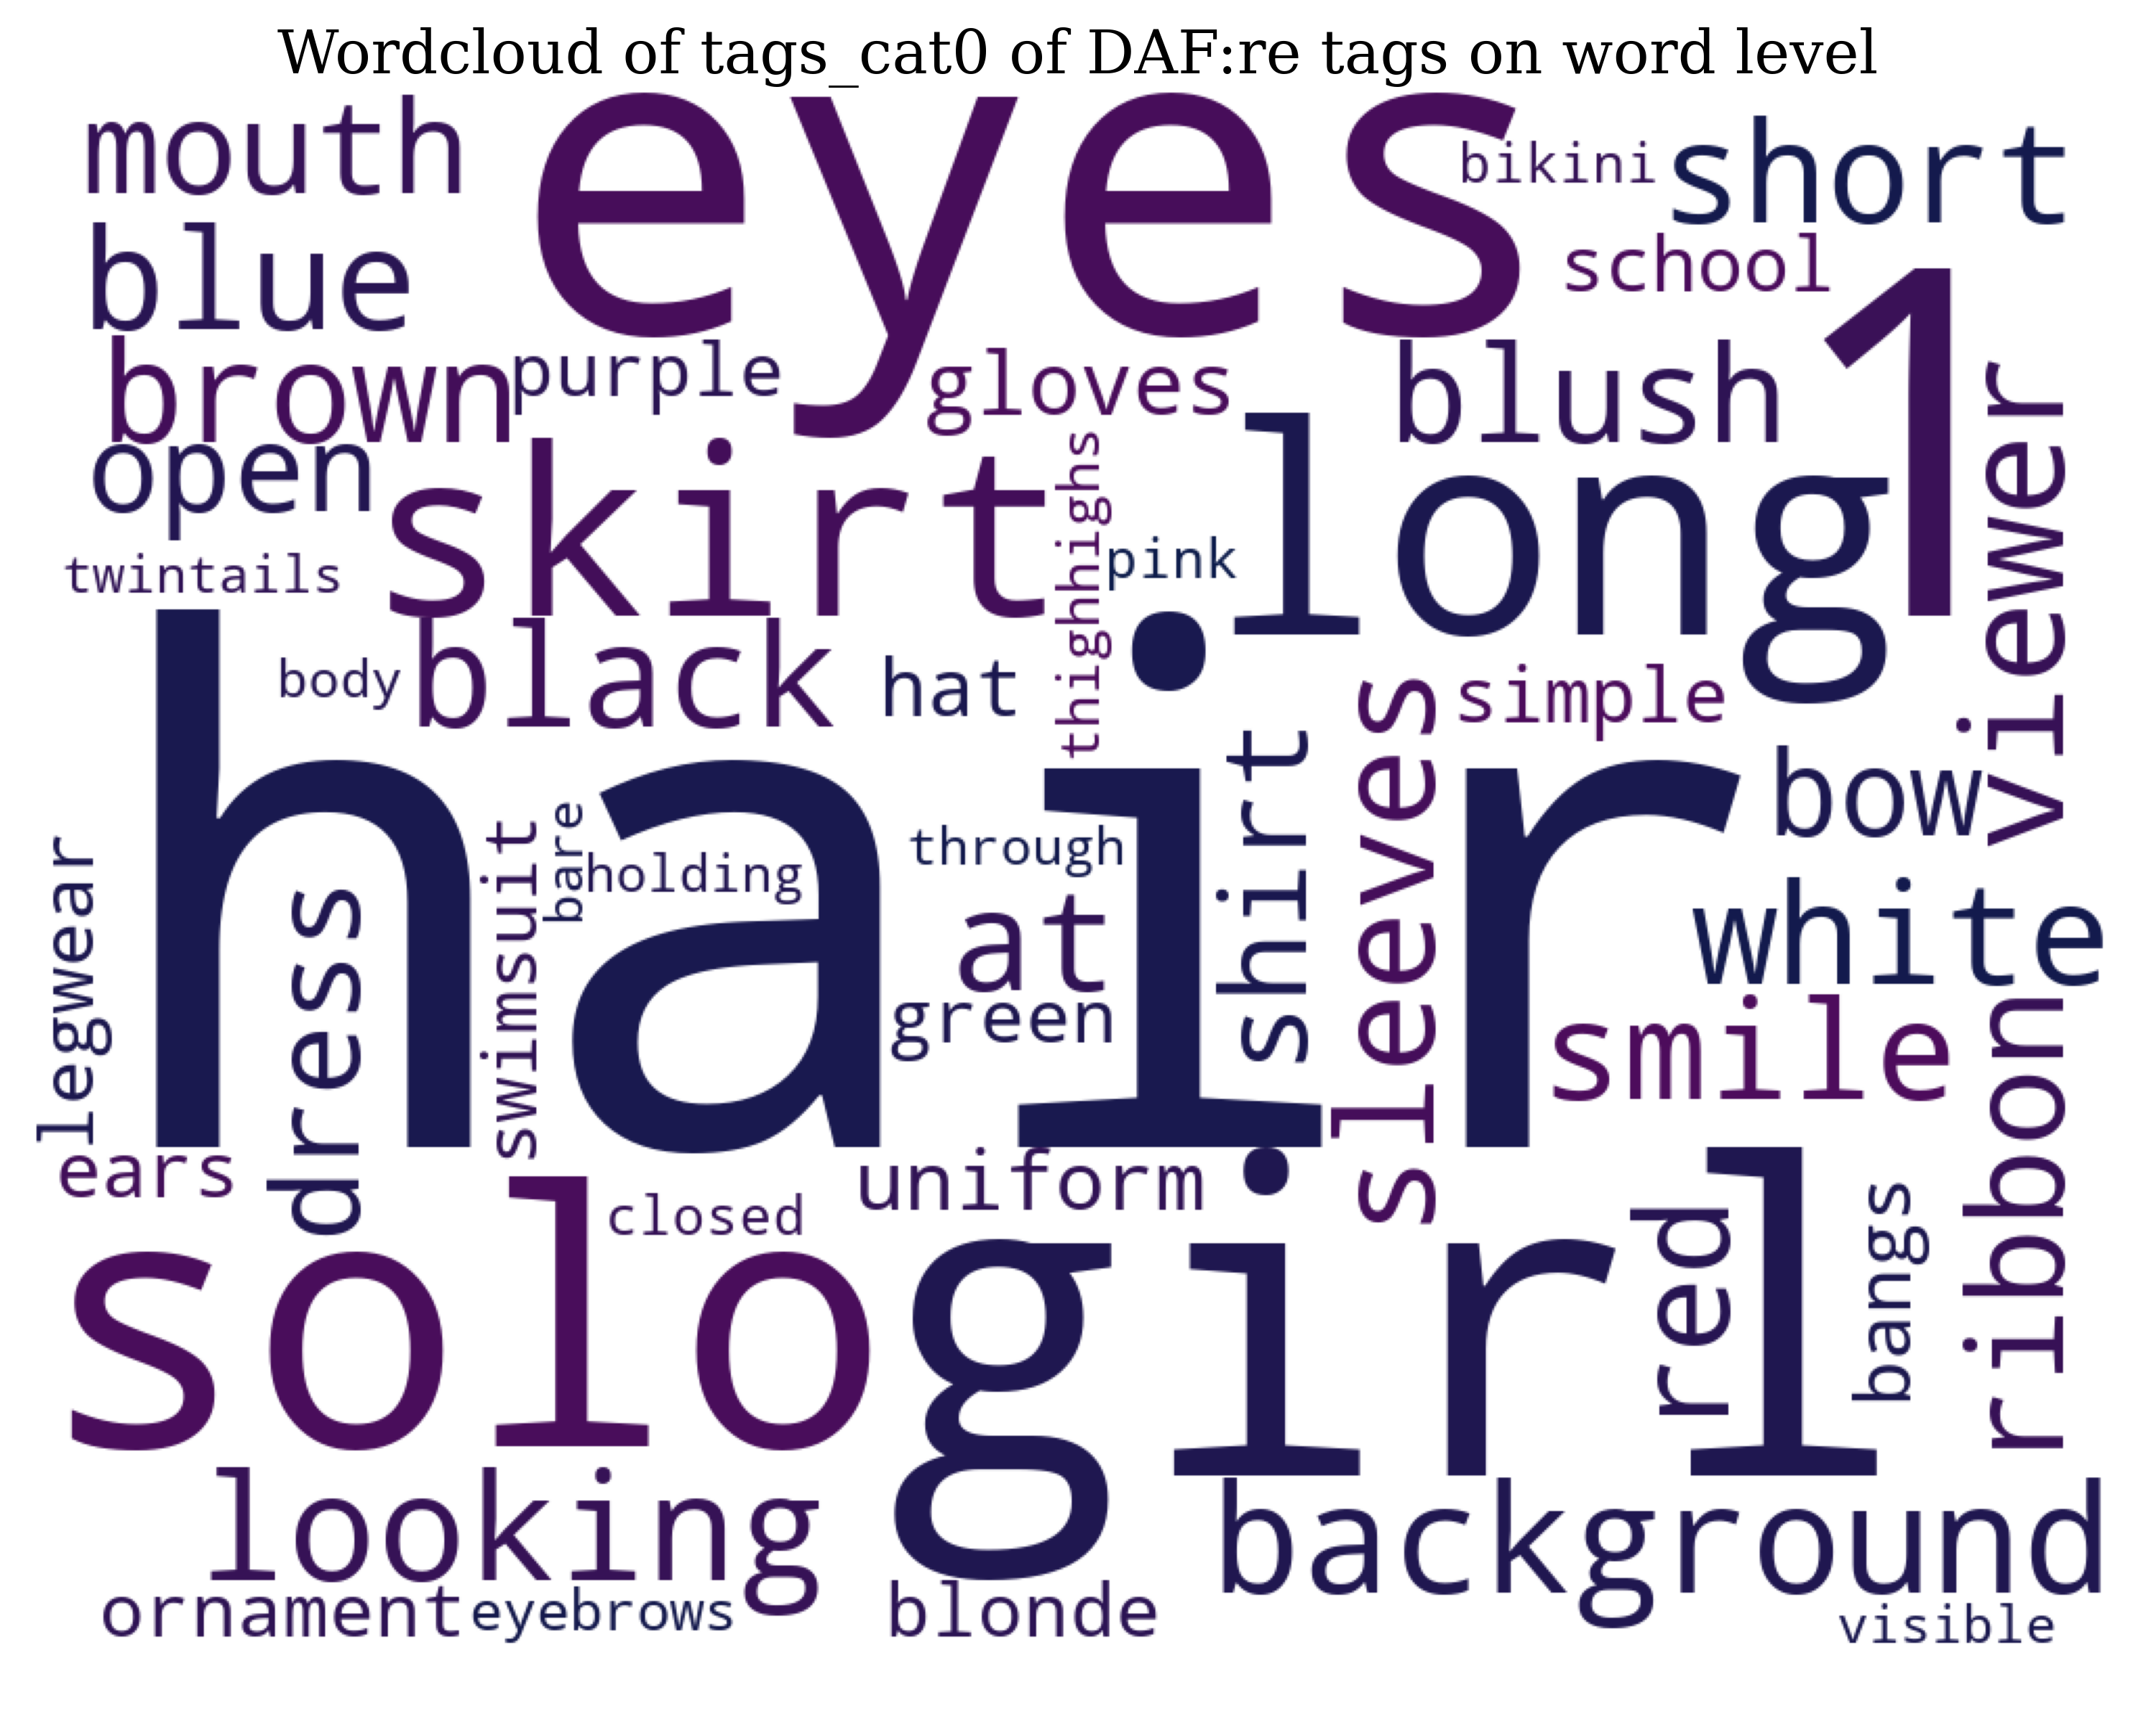 Wordcloud of tags_cat0 of DAF:re tags on word level
mouth
eyes
bikini
short
blue
school
1
brown
purple
gloves
blush
viewer
open
skirt
thighhighs
long
pink
twintails
body
black
hat
simple
hair
sleeves
shirt
bow
legwear
dress
swimsuit
bare
holding
through
at
green
white
smile
ribbon
ears
closed
uniform
solo
girl
red
bangs
looking
background
ornament
eyebrows
blonde
visible